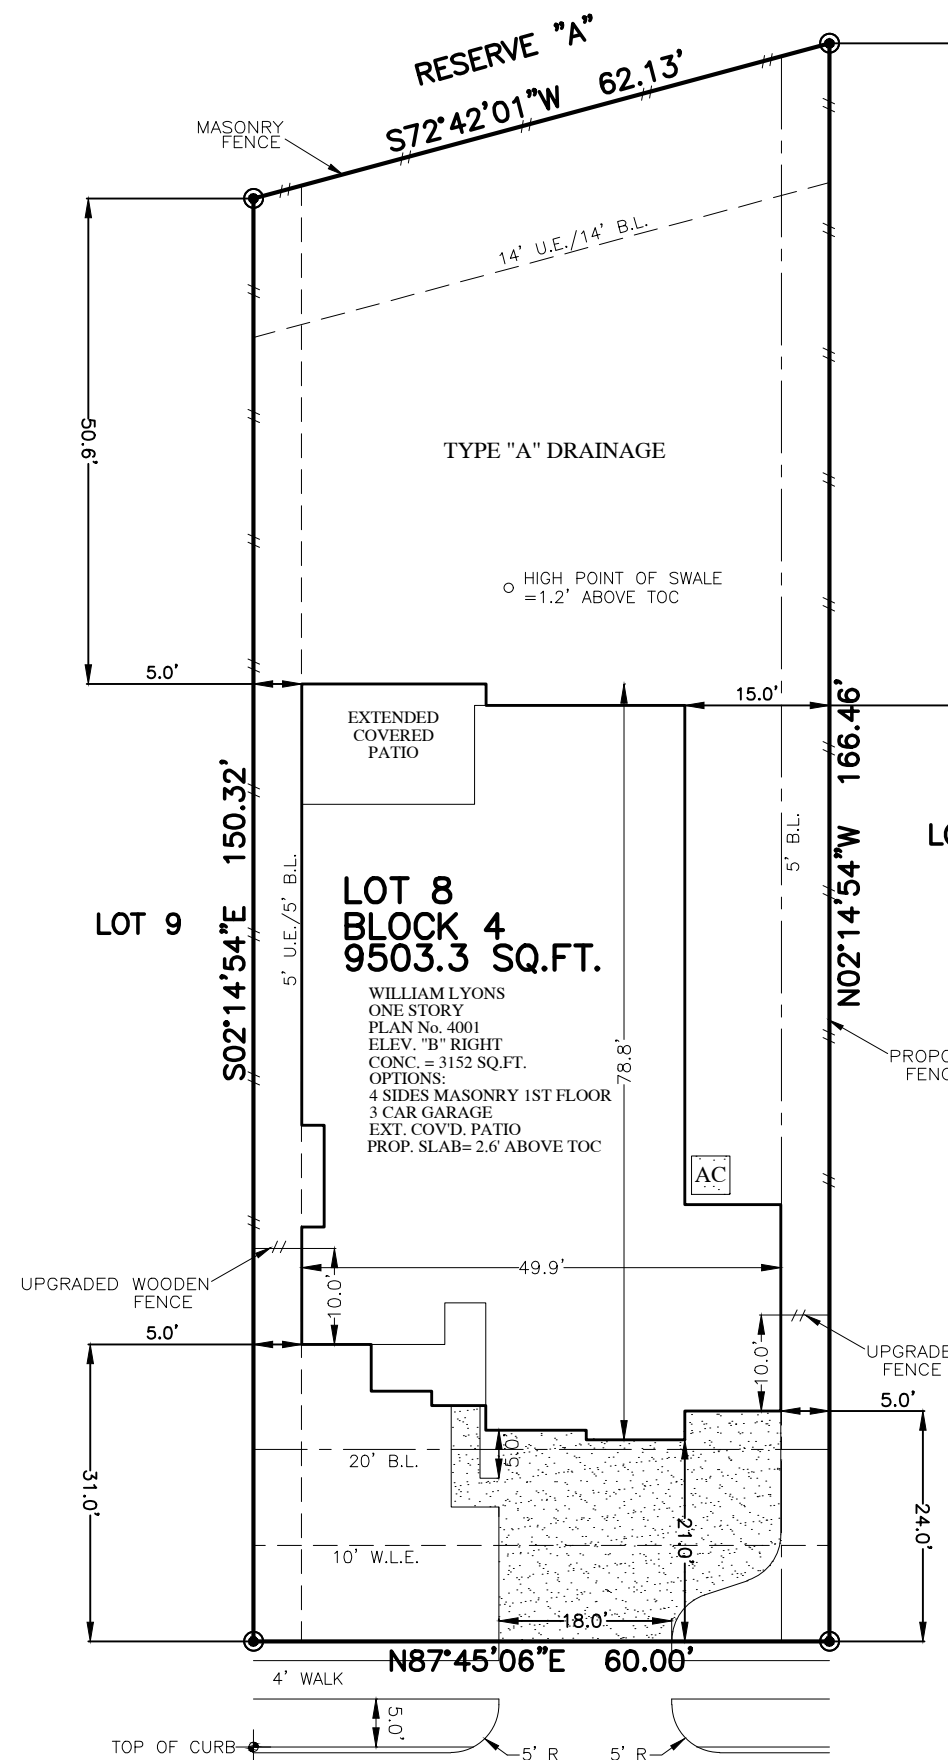 RESERVE "A"
S72°42'01"W 62.13'
MASONRY
FENCE
14' U.E./14' B.L.
50.6'
TYPE "A" DRAINAGE
HIGH POINT OF SWALE
=1.2' ABOVE TOC
5.0'
15.0'
EXTENDED
COVERED
PATIO
S02°14'54"E 150.32'
N02°14'54"W 166.46'
5' U.E./5' B.L.
5' B.L.
LOT 9
LOT 8
BLOCK 4
9503.3 SQ.FT.
WILLIAM LYONS
ONE STORY
PLAN No. 4001
ELEV. "B" RIGHT
CONC. = 3152 SQ.FT.
OPTIONS:
4 SIDES MASONRY 1ST FLOOR
3 CAR GARAGE
EXT. COV'D. PATIO
PROP. SLAB= 2.6' ABOVE TOC
78.8'
LO
PROPO
FENC
AC
UPGRADED WOODEN
FENCE
10.0'
49.9'
5.0'
10.0'
UPGRADE
FENCE
5.0'
31.0'
20' B.L.
5.0'
10' W.L.E.
21.0'
24.0'
18.0'
N87°45'06"E 60.00'
4' WALK
5.0'
TOP OF CURB
5' R
5' R